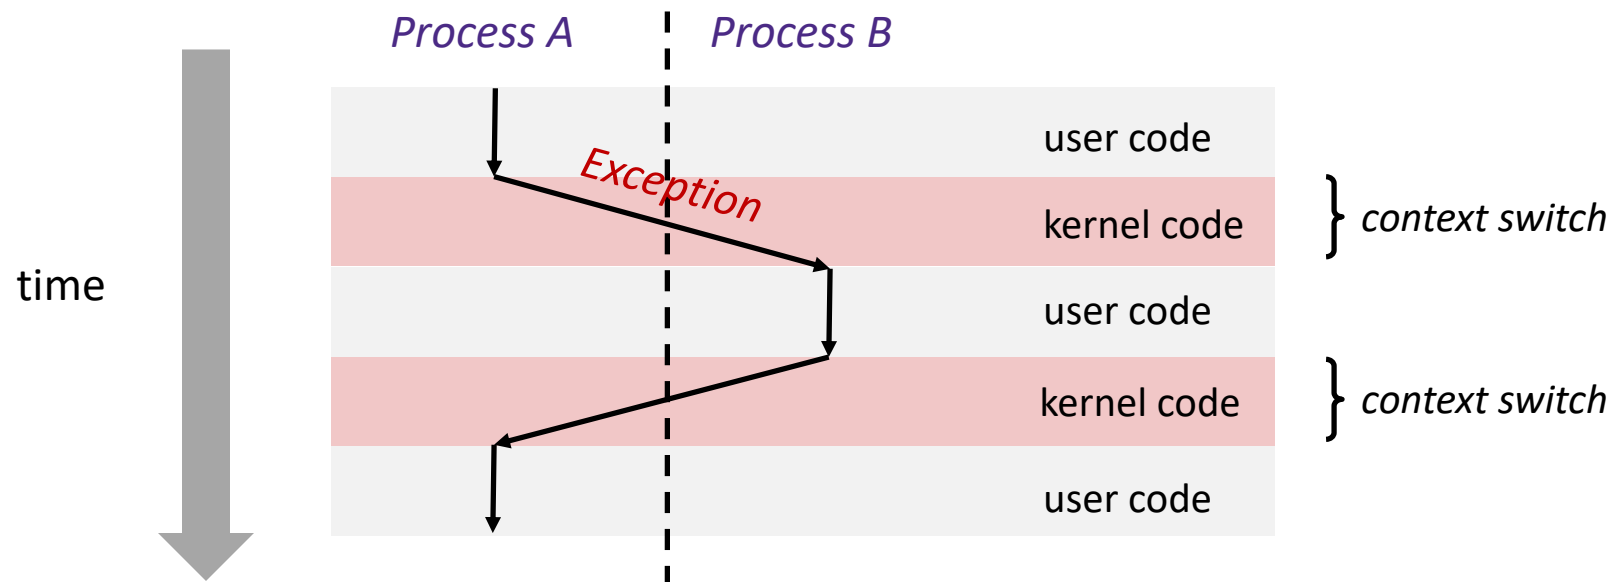 Process A
Process B
user code
Exception
kernel code
context switch
time
user code
kernel code
context switch
user code